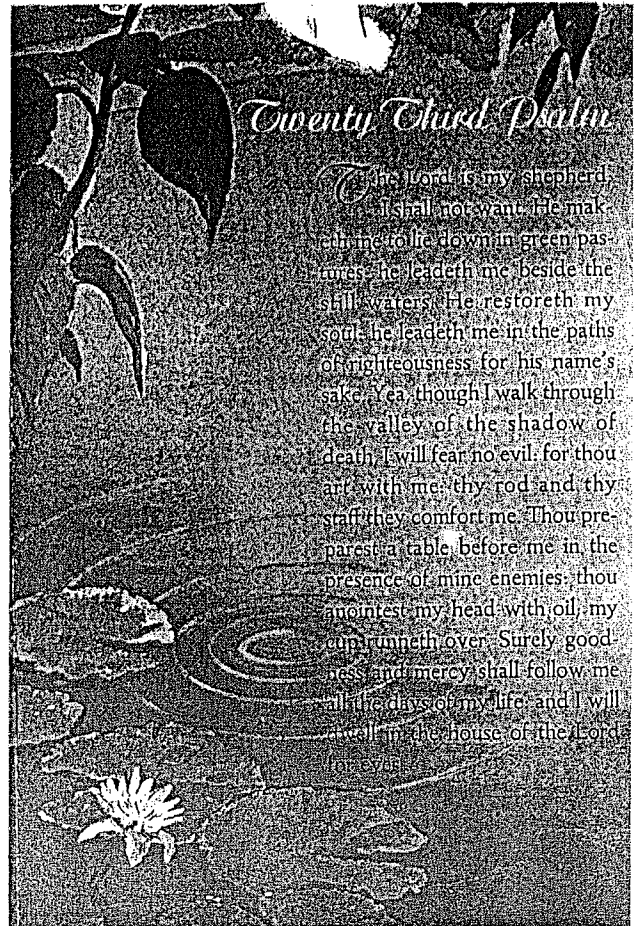 Twenty Third Psalm
The Lord is my shepherd;
I shall not want. He mak-
eth me to lie down in green pas-
tures: he leadeth me beside the
still waters. He restoreth my
soul: he leadeth me in the paths
of righteousness for his name's
sake. Yea, though I walk through
the valley of the shadow of
death, I will fear no evil: for thou
art with me; thy rod and thy
staff they comfort me. Thou pre-
parest a table before me in the
presence of mine enemies: thou
anointest my head with oil; my
cup runneth over. Surely good-
ness and mercy shall follow me
all the days of my life: and I will
dwell in the house of the Lord
for ever.